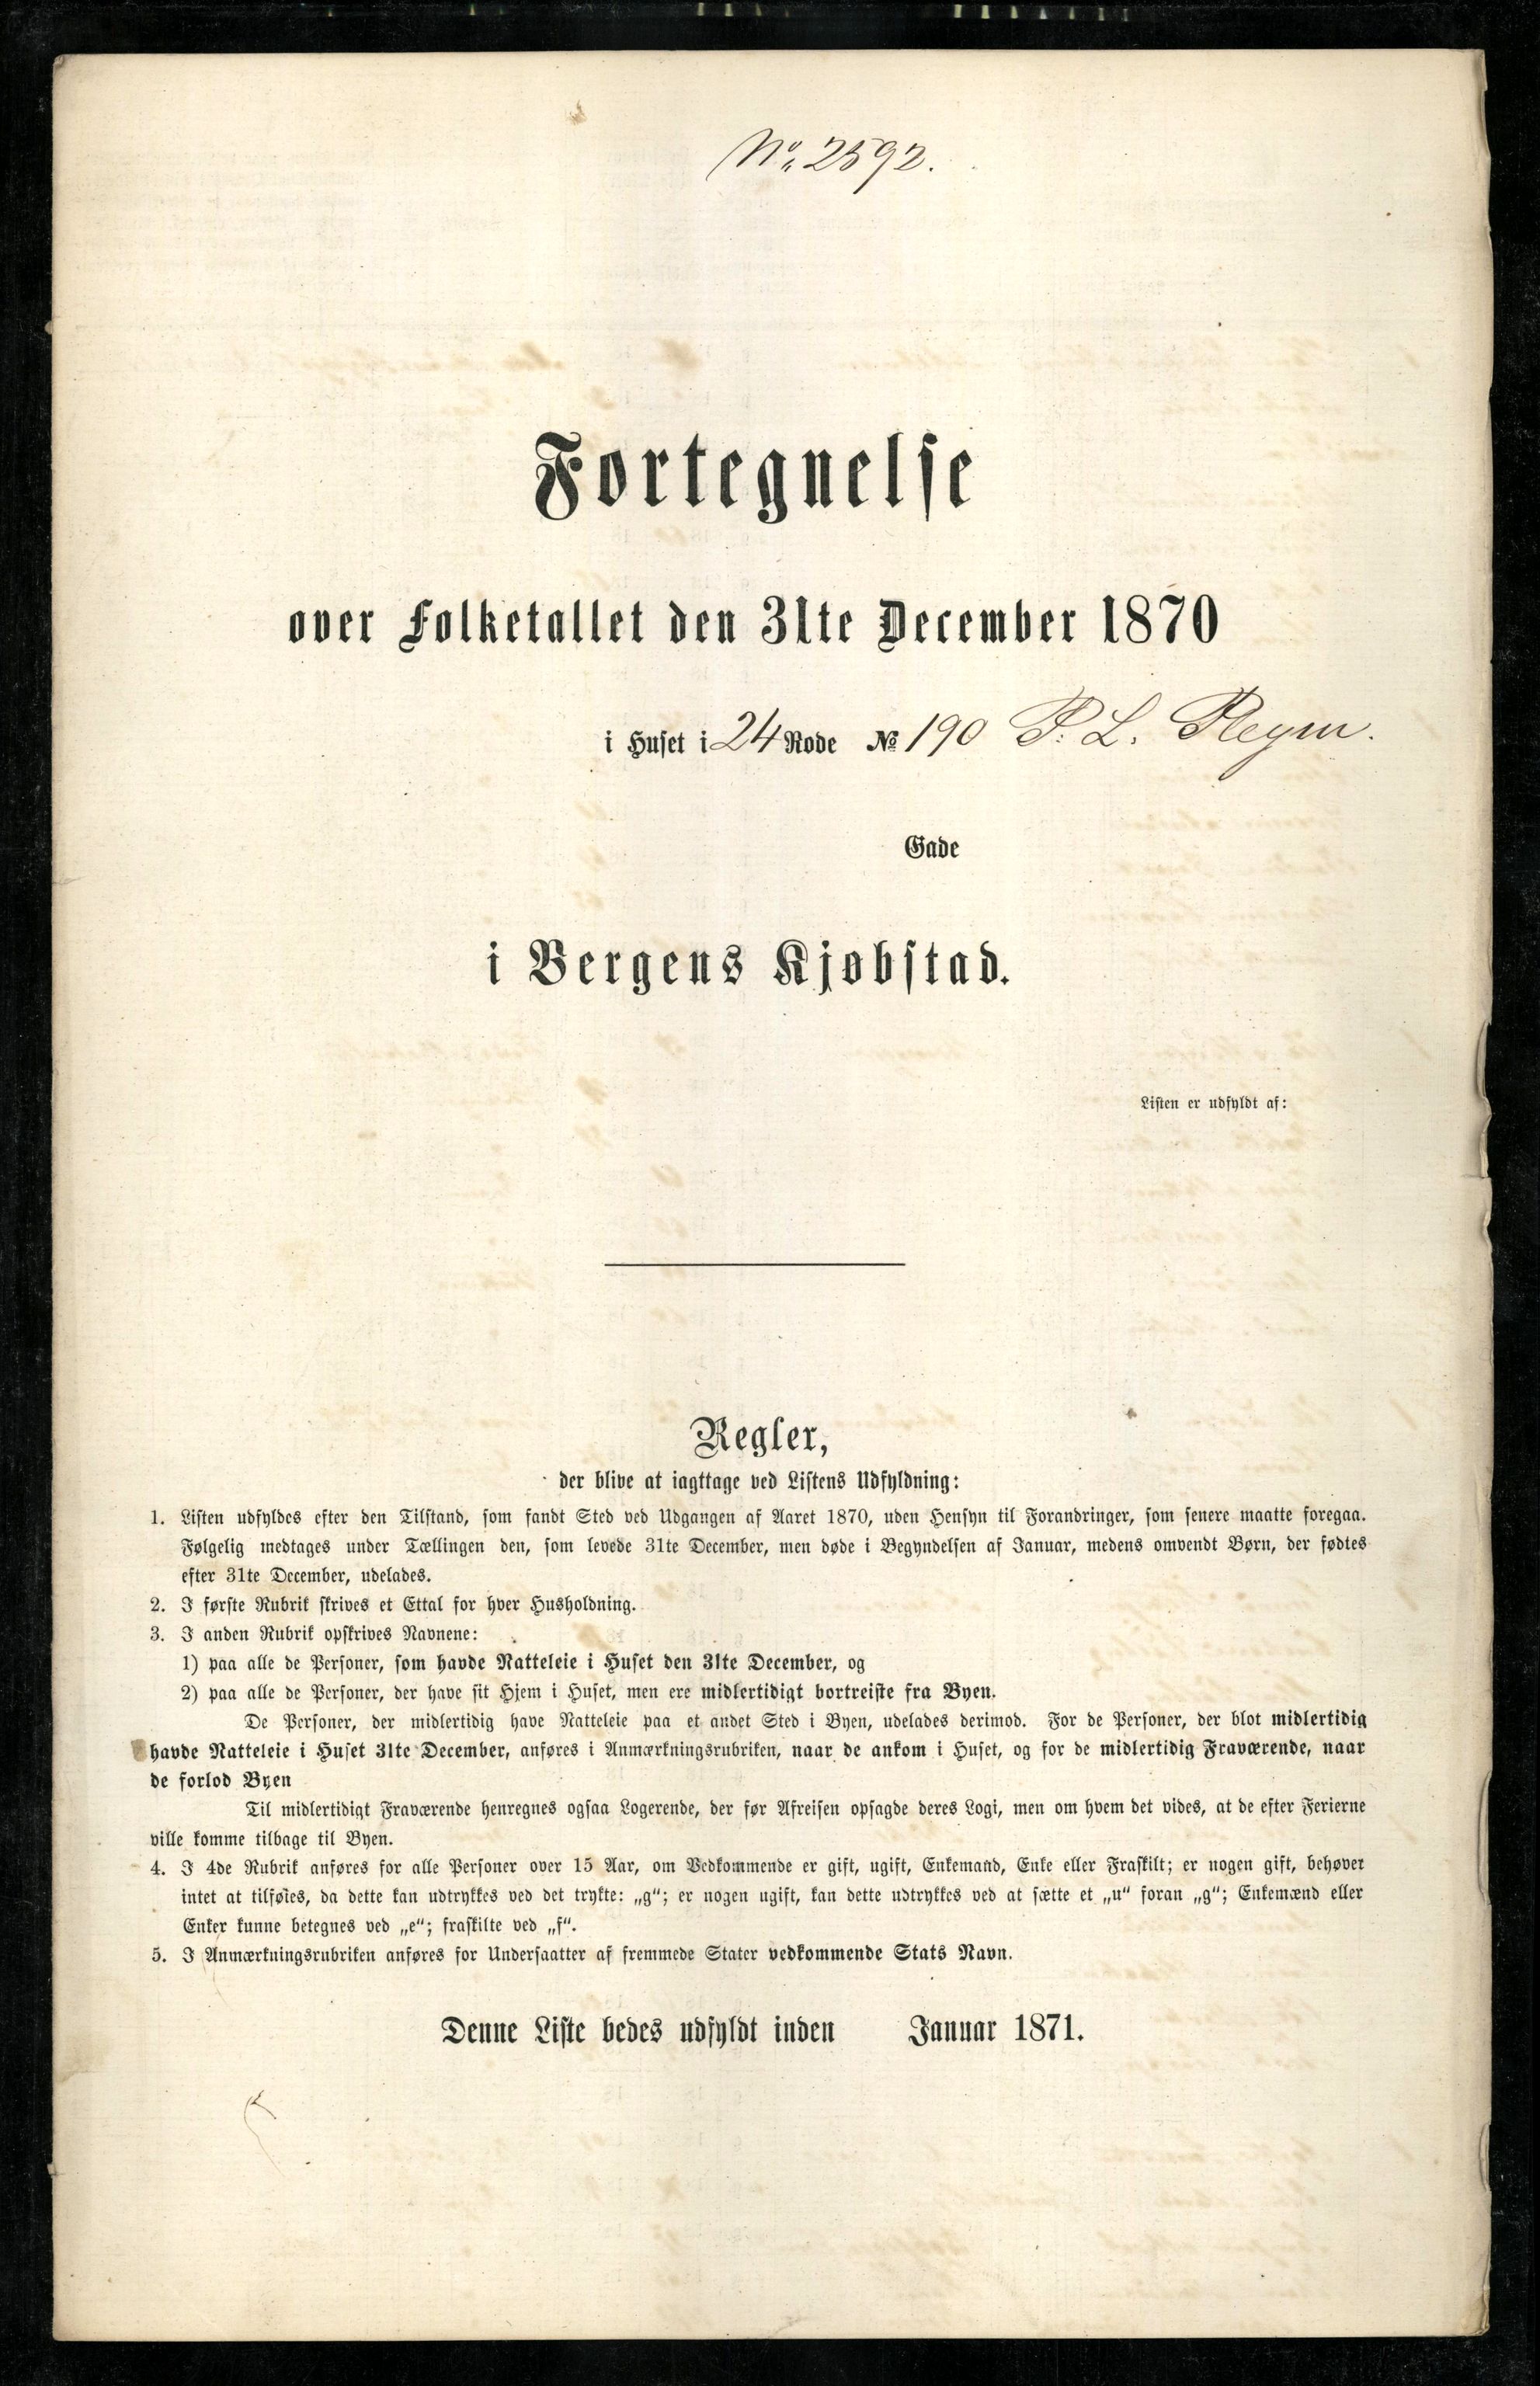 No. 2592.
Fortegnelse
over Folketallet den 31te December 1870
i Huset i 24 Rode No 190 P. L. Pleym.
Gade
i Bergens Kjøbstad.
Listen er udfyldt af:
Regler,
der blive at iagttage ved Listens Udfyldning:
1. Listen udfyldes efter den Tilstand, som fandt Sted ved Udgangen af Aaret 1870, uden Hensyn til Forandringer, som senere maatte foregaa.
Følgelig medtages under Tællingen den, som levede 31te December, men døde i Begyndelsen af Januar, medens omvendt Børn, der fødtes
efter 31te December, udelades.
2. I første Rubrik skrives et Ettal for hver Husholdning.
3. I anden Rubrik opskrives Navnene:
1) paa alle de Personer, som havde Natteleie i Huset den 31te December, og
2) paa alle de Personer, der have sit Hjem i Huset, men ere midlertidigt bortreiste fra Byen.
De Personer, der midlertidig have Natteleie paa et andet Sted i Byen, udelades derimod. For de Personer, der blot midlertidig
havde Natteleie i Huset 31te December, anføres i Anmærkningsrubriken, naar de ankom i Huset, og for de midlertidig Fraværende, naar
de forlod Byen
Til midlertidigt Fraværende henregnes ogsaa Logerende, der før Afreisen opsagde deres Logi, men om hvem det vides, at de efter Ferierne
ville komme tilbage til Byen.
4. I 4de Rubrik anføres for alle Personer over 15 Aar, om Vedkommende er gift, ugift, Enkemand, Enke eller Fraskilt; er nogen gift, behøver
intet at tilføies, da dette kan udtrykkes ved det trykte: „g“; er nogen ugift, kan dette udtrykkes ved at sætte et „u“ foran „g“; Enkemænd eller
Enker kunne betegnes ved „e“; fraskilte ved „f“.
5. I Anmærkningsrubriken anføres for Undersaatter af fremmede Stater vedkommende Stats Navn.
Denne Liste bedes udfyldt inden Januar 1871.